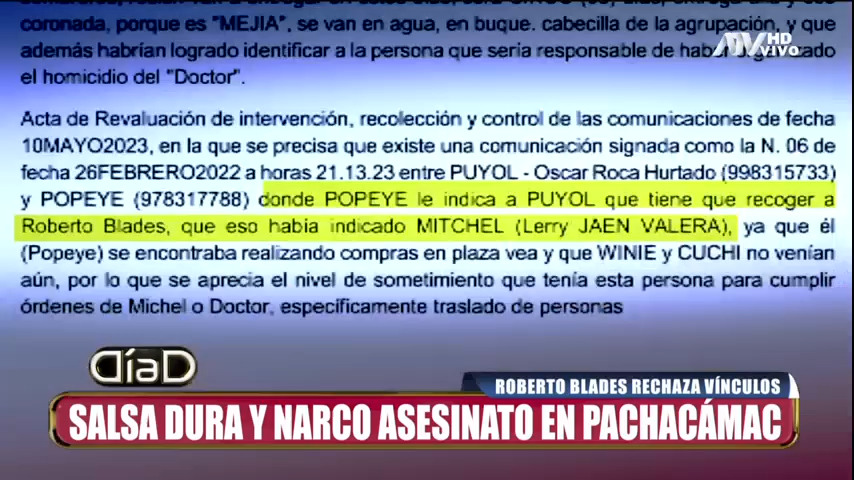 coronada, porque es "MEJIA", se van en agua, en buque. cabecilla de la agrupación, y que
además habrían logrado identificar a la persona que sería responsable de haber
el homicidio del "Doctor".
ATV HD
VIVO
Acta de Revaluación de intervención, recolección y control de las comunicaciones de fecha
10MAYO2023, en la que se precisa que existe una comunicación signada como la N. 06 de
fecha 26FEBRERO2022 a horas 21.13.23 entre PUYOL - Oscar Roca Hurtado (998315733)
y POPEYE (978317788) donde POPEYE le indica a PUYOL que tiene que recoger a
Roberto Blades, que eso había indicado MITCHEL (Lerry JAEN VALERA), ya que él
(Popeye) se encontraba realizando compras en plaza vea y que WINIE y CUCHI no venían
aún, por lo que se aprecia el nivel de sometimiento que tenía esta persona para cumplir
órdenes de Michel o Doctor, específicamente traslado de personas
DíaD
ROBERTO BLADES RECHAZA VÍNCULOS
SALSA DURA Y NARCO ASESINATO EN PACHACÁMAC